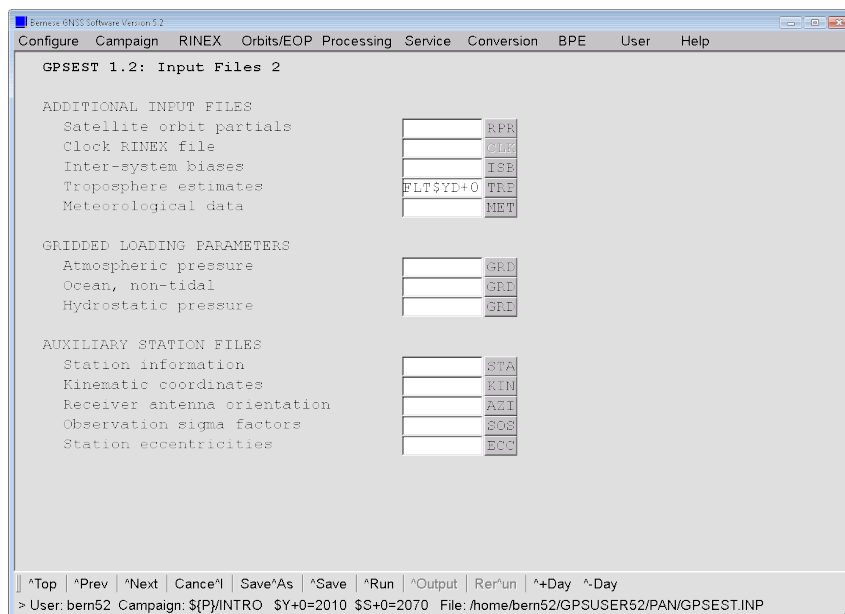 Bernese GNSS Software Version 5.2
Configure Campaign RINEX Orbits/EOP Processing Service Conversion BPE User Help
GPSEST 1.2: Input Files 2
ADDITIONAL INPUT FILES
Satellite orbit partials RPR
Clock RINEX file CLK
Inter-system biases ISB
Troposphere estimates FLT$YD+0 TRP
Meteorological data MET
GRIDDED LOADING PARAMETERS
Atmospheric pressure GRD
Ocean, non-tidal GRD
Hydrostatic pressure GRD
AUXILIARY STATION FILES
Station information STA
Kinematic coordinates KIN
Receiver antenna orientation AZI
Observation sigma factors SOS
Station eccentricities ECC
^Top | ^Prev | ^Next | Cance^l | Save^As | ^Save | ^Run | ^Output | Rer^un | ^+Day ^-Day
> User: bern52 Campaign: ${P}/INTRO $Y+0=2010 $S+0=2070 File: /home/bern52/GPSUSER52/PAN/GPSEST.INP